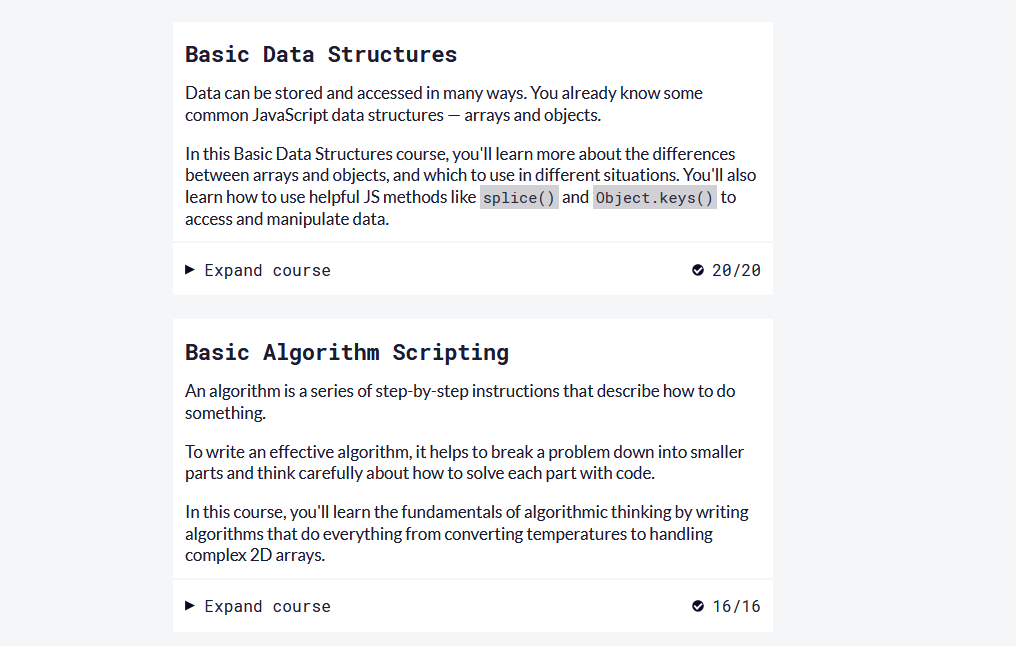 Basic Data Structures
Data can be stored and accessed in many ways. You already know some
common JavaScript data structures — arrays and objects.
In this Basic Data Structures course, you'll learn more about the differences
between arrays and objects, and which to use in different situations. You'll also
learn how to use helpful JS methods like splice() and Object.keys() to
access and manipulate data.
Expand course 20/20
Basic Algorithm Scripting
An algorithm is a series of step-by-step instructions that describe how to do
something.
To write an effective algorithm, it helps to break a problem down into smaller
parts and think carefully about how to solve each part with code.
In this course, you'll learn the fundamentals of algorithmic thinking by writing
algorithms that do everything from converting temperatures to handling
complex 2D arrays.
Expand course 16/16